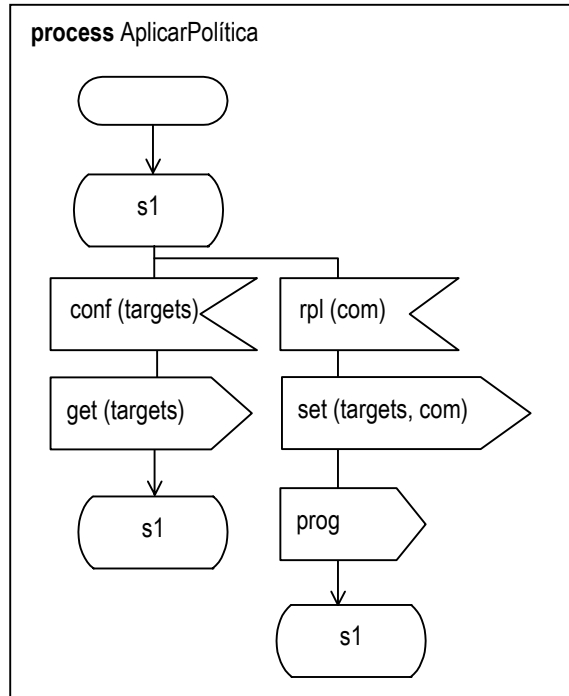 process AplicarPolítica
s1
conf (targets)
rpl (com)
get (targets)
set (targets, com)
s1
prog
s1